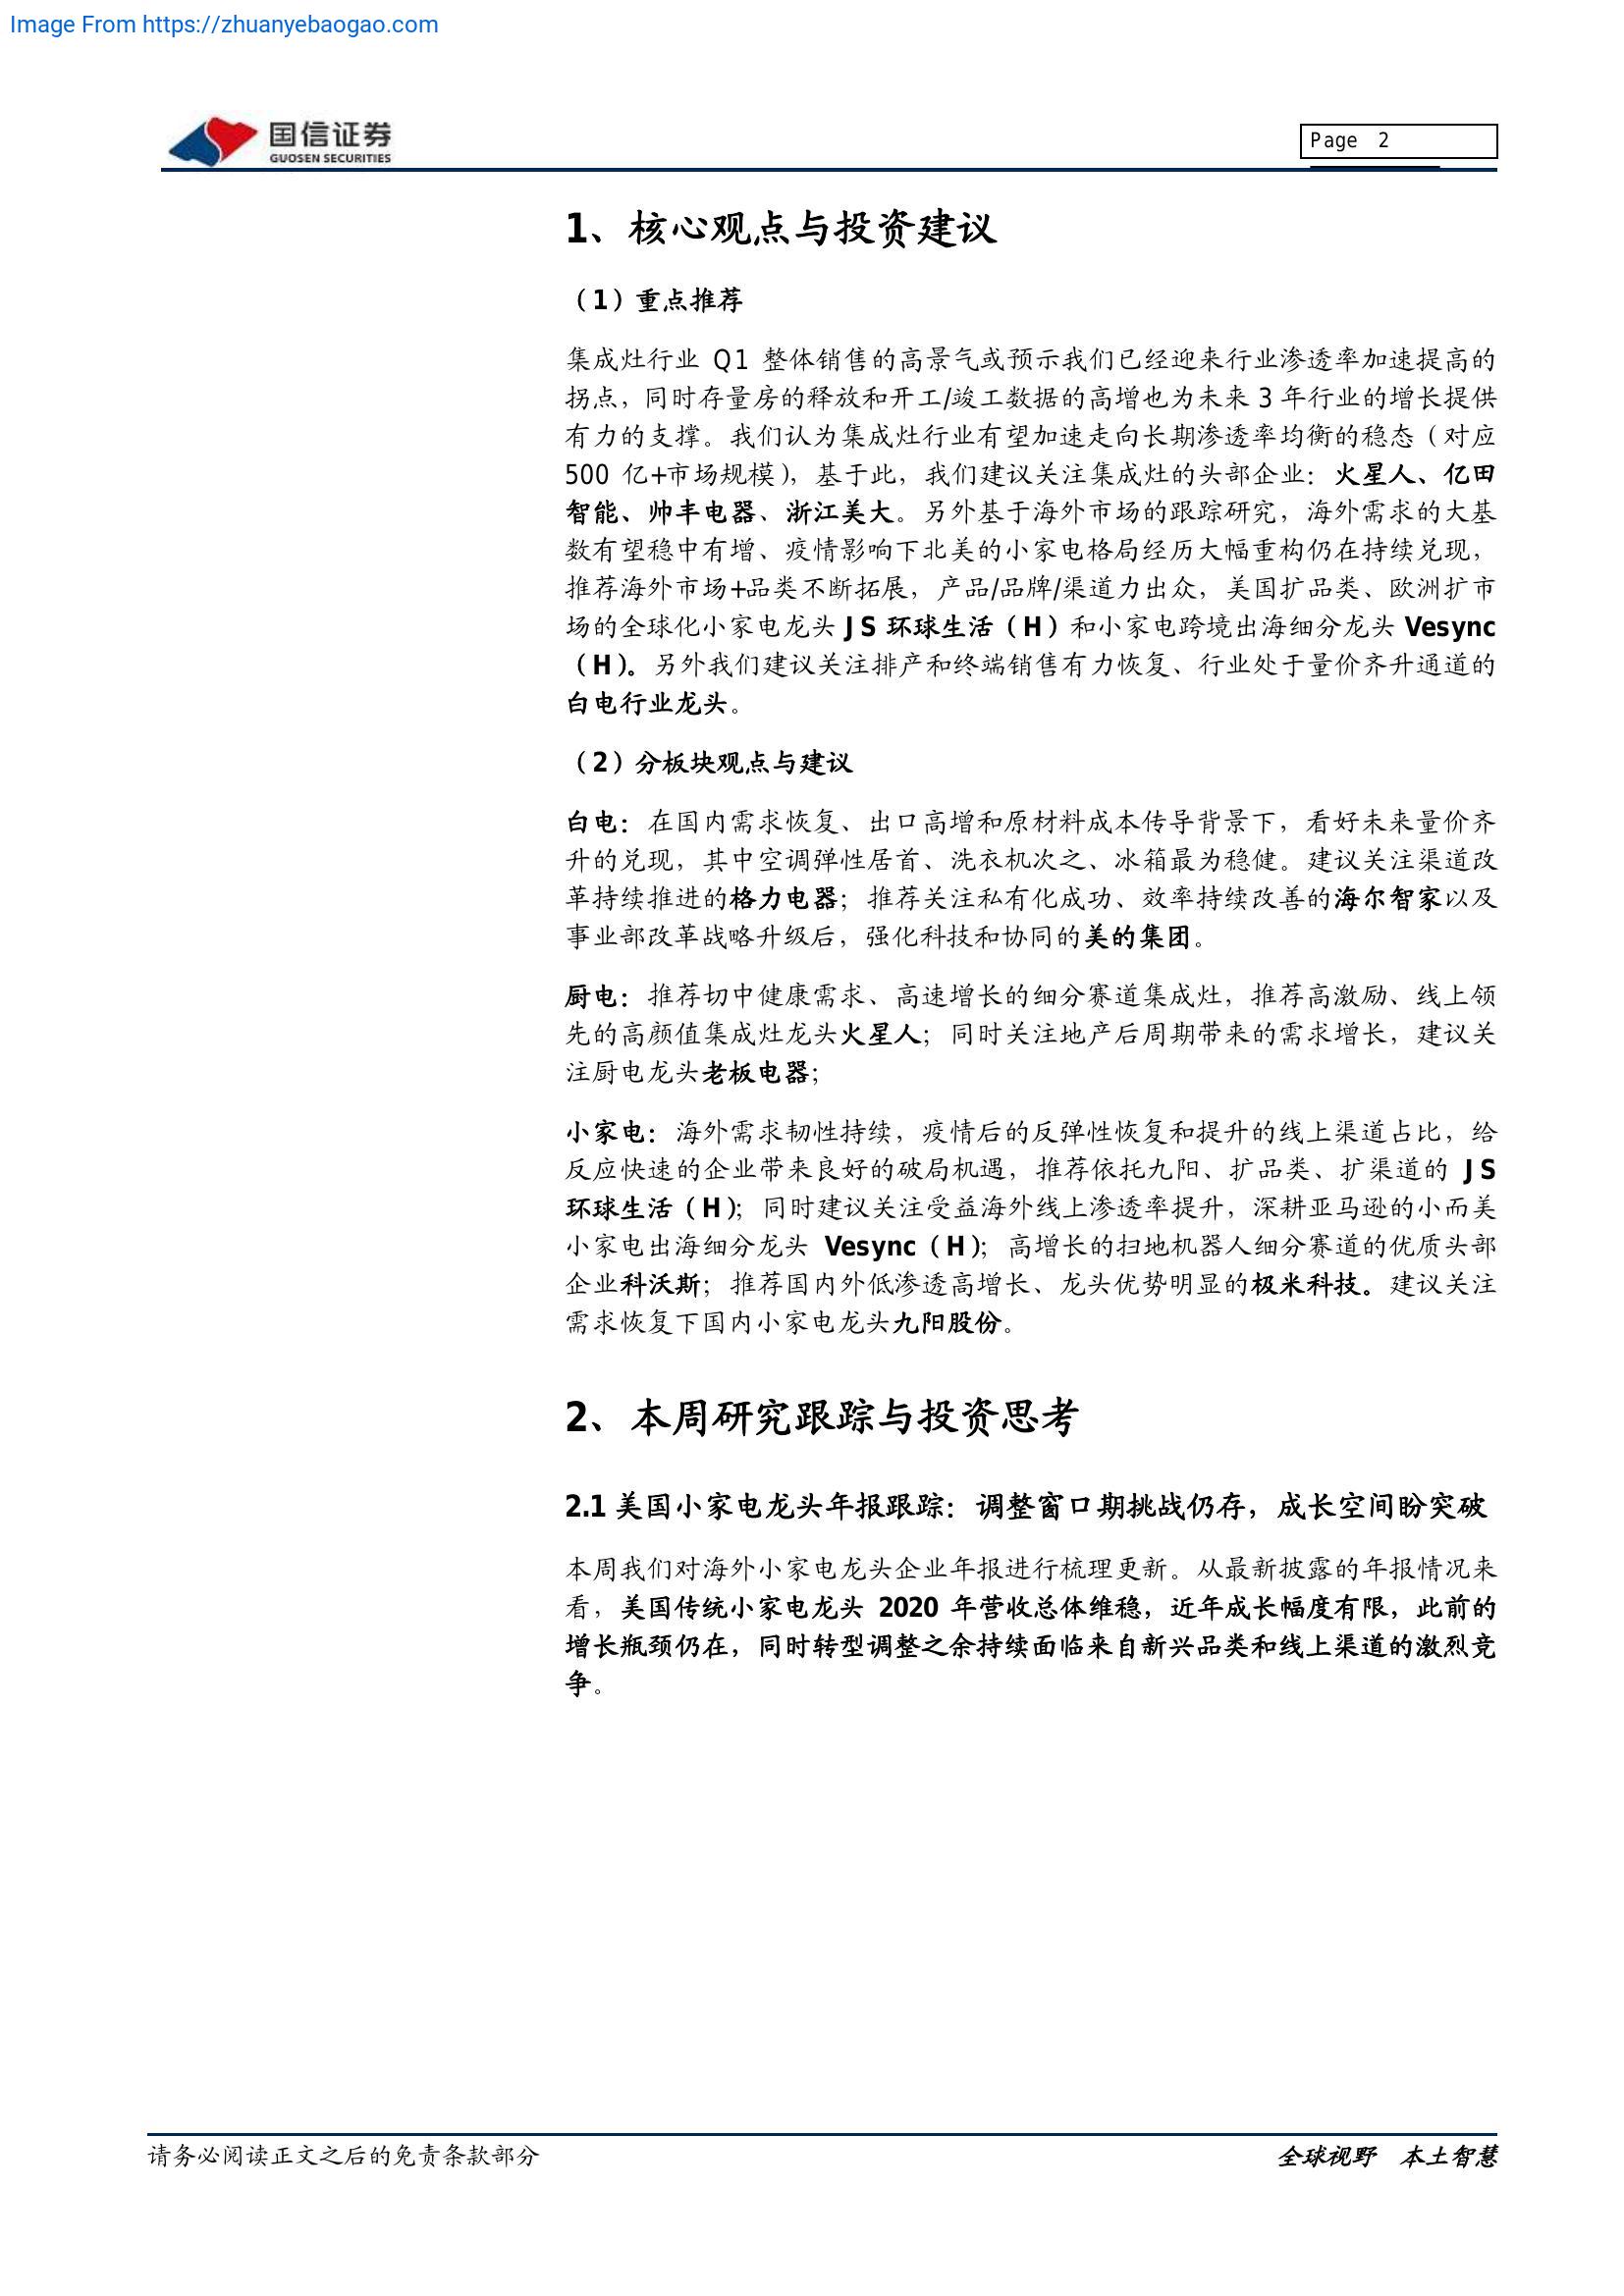 Image From https://zhuanyebaogao.com
国信证券
GUOSEN SECURITIES
Page 2
1、核心观点与投资建议
（1）重点推荐
集成灶行业 Q1 整体销售的高景气或预示我们已经迎来行业渗透率加速提高的
拐点，同时存量房的释放和开工/竣工数据的高增也为未来 3 年行业的增长提供
有力的支撑。我们认为集成灶行业有望加速走向长期渗透率均衡的稳态（对应
500 亿+市场规模），基于此，我们建议关注集成灶的头部企业：火星人、亿田
智能、帅丰电器、浙江美大。另外基于海外市场的跟踪研究，海外需求的大基
数有望稳中有增、疫情影响下北美的小家电格局经历大幅重构仍在持续兑现，
推荐海外市场+品类不断拓展，产品/品牌/渠道力出众，美国扩品类、欧洲扩市
场的全球化小家电龙头 JS 环球生活（H）和小家电跨境出海细分龙头 Vesync
（H）。另外我们建议关注排产和终端销售有力恢复、行业处于量价齐升通道的
白电行业龙头。
（2）分板块观点与建议
白电：在国内需求恢复、出口高增和原材料成本传导背景下，看好未来量价齐
升的兑现，其中空调弹性居首、洗衣机次之、冰箱最为稳健。建议关注渠道改
革持续推进的格力电器；推荐关注私有化成功、效率持续改善的海尔智家以及
事业部改革战略升级后，强化科技和协同的美的集团。
厨电：推荐切中健康需求、高速增长的细分赛道集成灶，推荐高激励、线上领
先的高颜值集成灶龙头火星人；同时关注地产后周期带来的需求增长，建议关
注厨电龙头老板电器；
小家电：海外需求韧性持续，疫情后的反弹性恢复和提升的线上渠道占比，给
反应快速的企业带来良好的破局机遇，推荐依托九阳、扩品类、扩渠道的 JS
环球生活（H）；同时建议关注受益海外线上渗透率提升，深耕亚马逊的小而美
小家电出海细分龙头 Vesync（H）；高增长的扫地机器人细分赛道的优质头部
企业科沃斯；推荐国内外低渗透高增长、龙头优势明显的极米科技。建议关注
需求恢复下国内小家电龙头九阳股份。
2、本周研究跟踪与投资思考
2.1 美国小家电龙头年报跟踪：调整窗口期挑战仍存，成长空间盼突破
本周我们对海外小家电龙头企业年报进行梳理更新。从最新披露的年报情况来
看，美国传统小家电龙头 2020 年营收总体维稳，近年成长幅度有限，此前的
增长瓶颈仍在，同时转型调整之余持续面临来自新兴品类和线上渠道的激烈竞
争。
请务必阅读正文之后的免责条款部分
全球视野 本土智慧